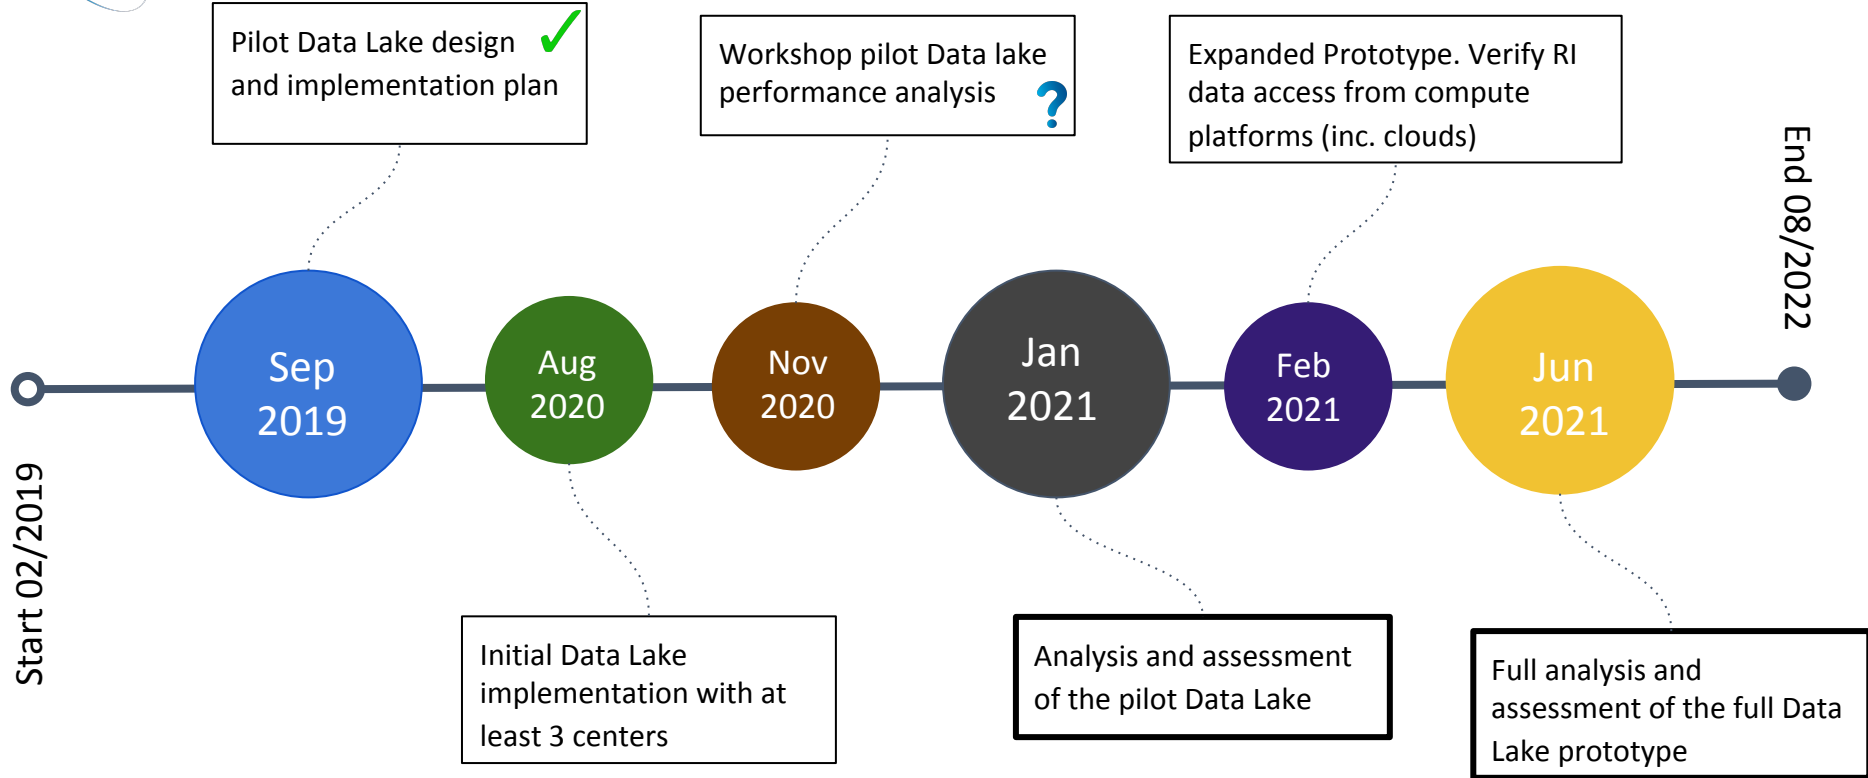 Pilot Data Lake design
and implementation plan
Workshop pilot Data lake
performance analysis
?
Expanded Prototype. Verify RI
data access from compute
platforms (inc. clouds)
Start 02/2019
Sep
2019
Aug
2020
Nov
2020
Jan
2021
Feb
2021
Jun
2021
End 08/2022
Initial Data Lake
implementation with at
least 3 centers
Analysis and assessment
of the pilot Data Lake
Full analysis and
assessment of the full Data
Lake prototype